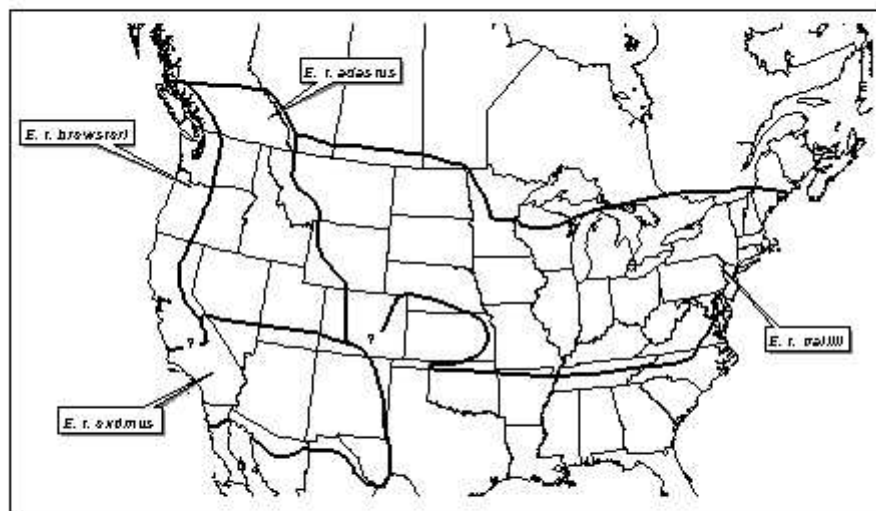 E. t. adastus
E. t. brewsteri
?
?
E. t. traillii
E. t. extimus